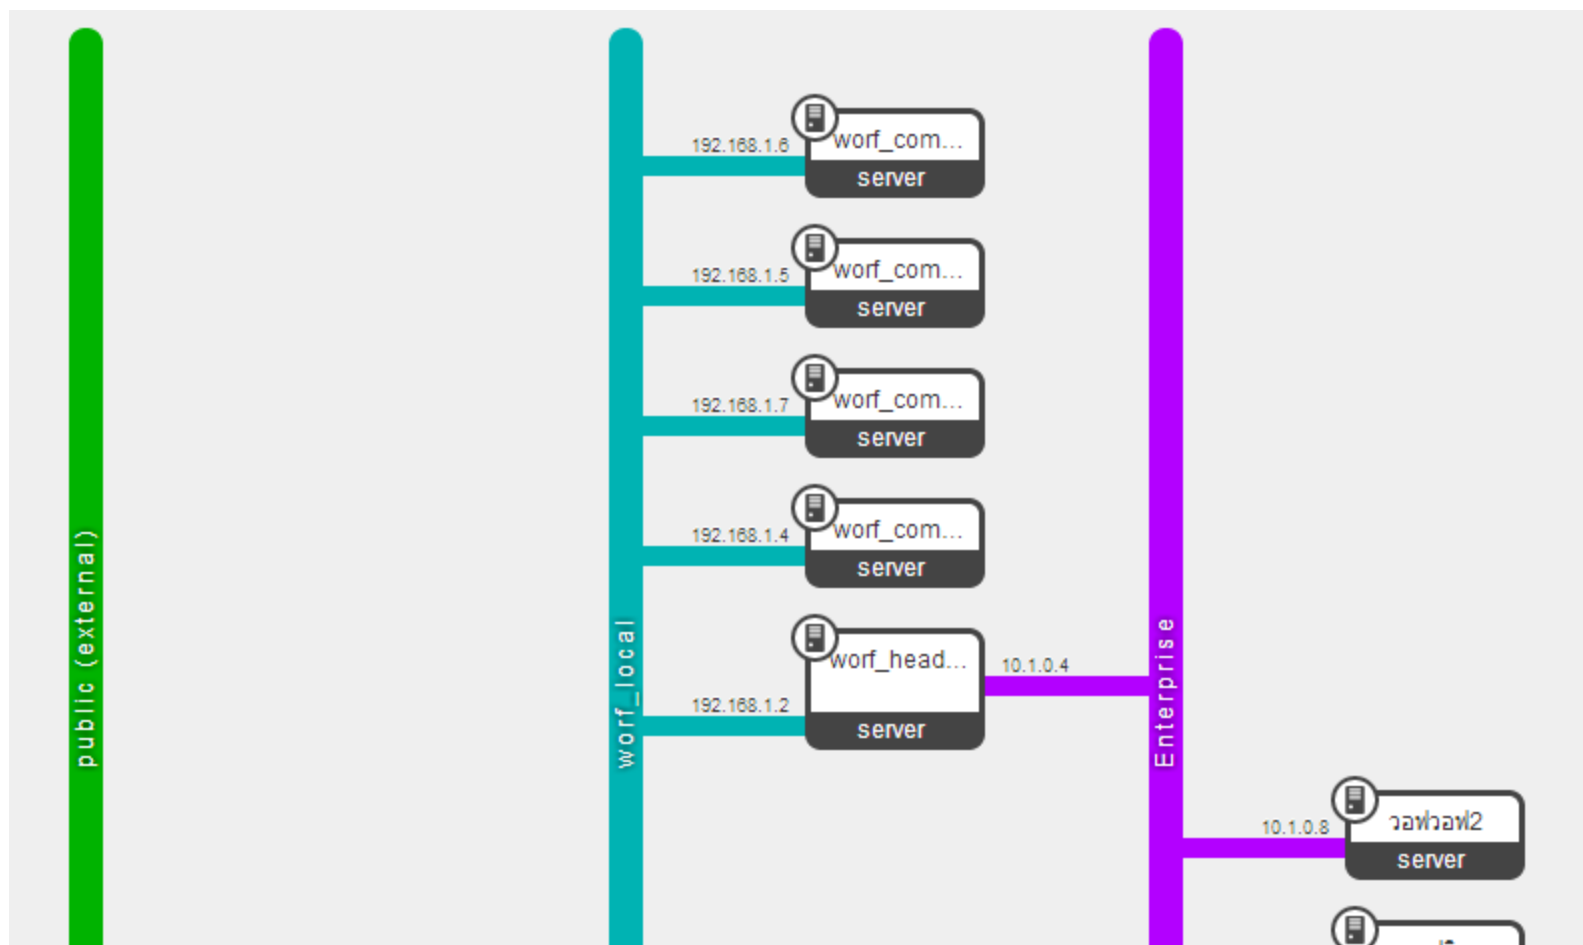 192.168.1.6
worf_com...
server
192.168.1.5
worf_com...
server
192.168.1.7
worf_com...
server
192.168.1.4
worf_com...
server
public (external)
worf_local
192.168.1.2
worf_head...
server
10.1.0.4
Enterprise
10.1.0.8
วอฟวอฟ2
server